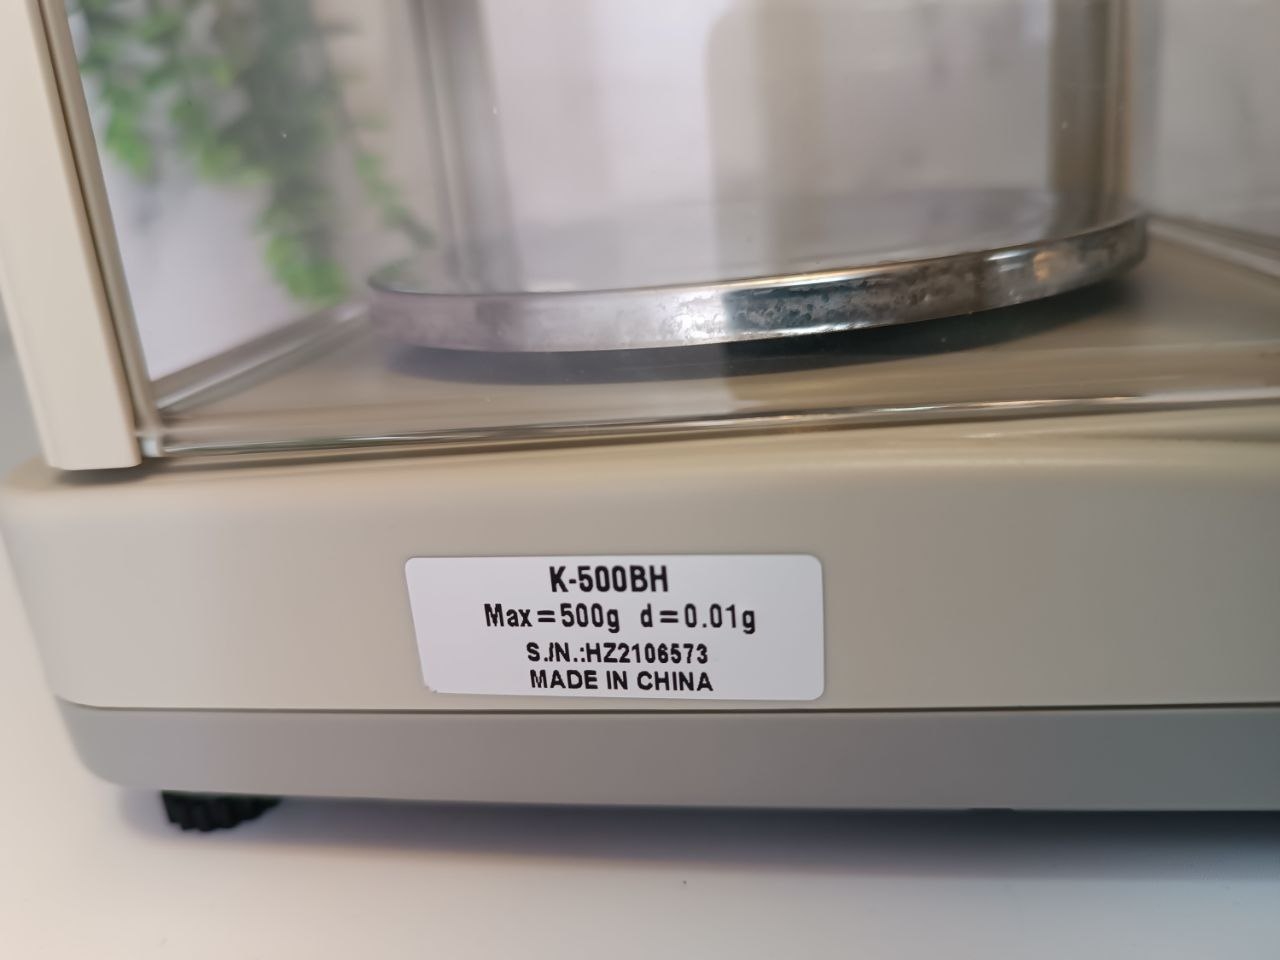 K-500BH
Max=500g d=0.01g
S./N.:HZ2106573
MADE IN CHINA